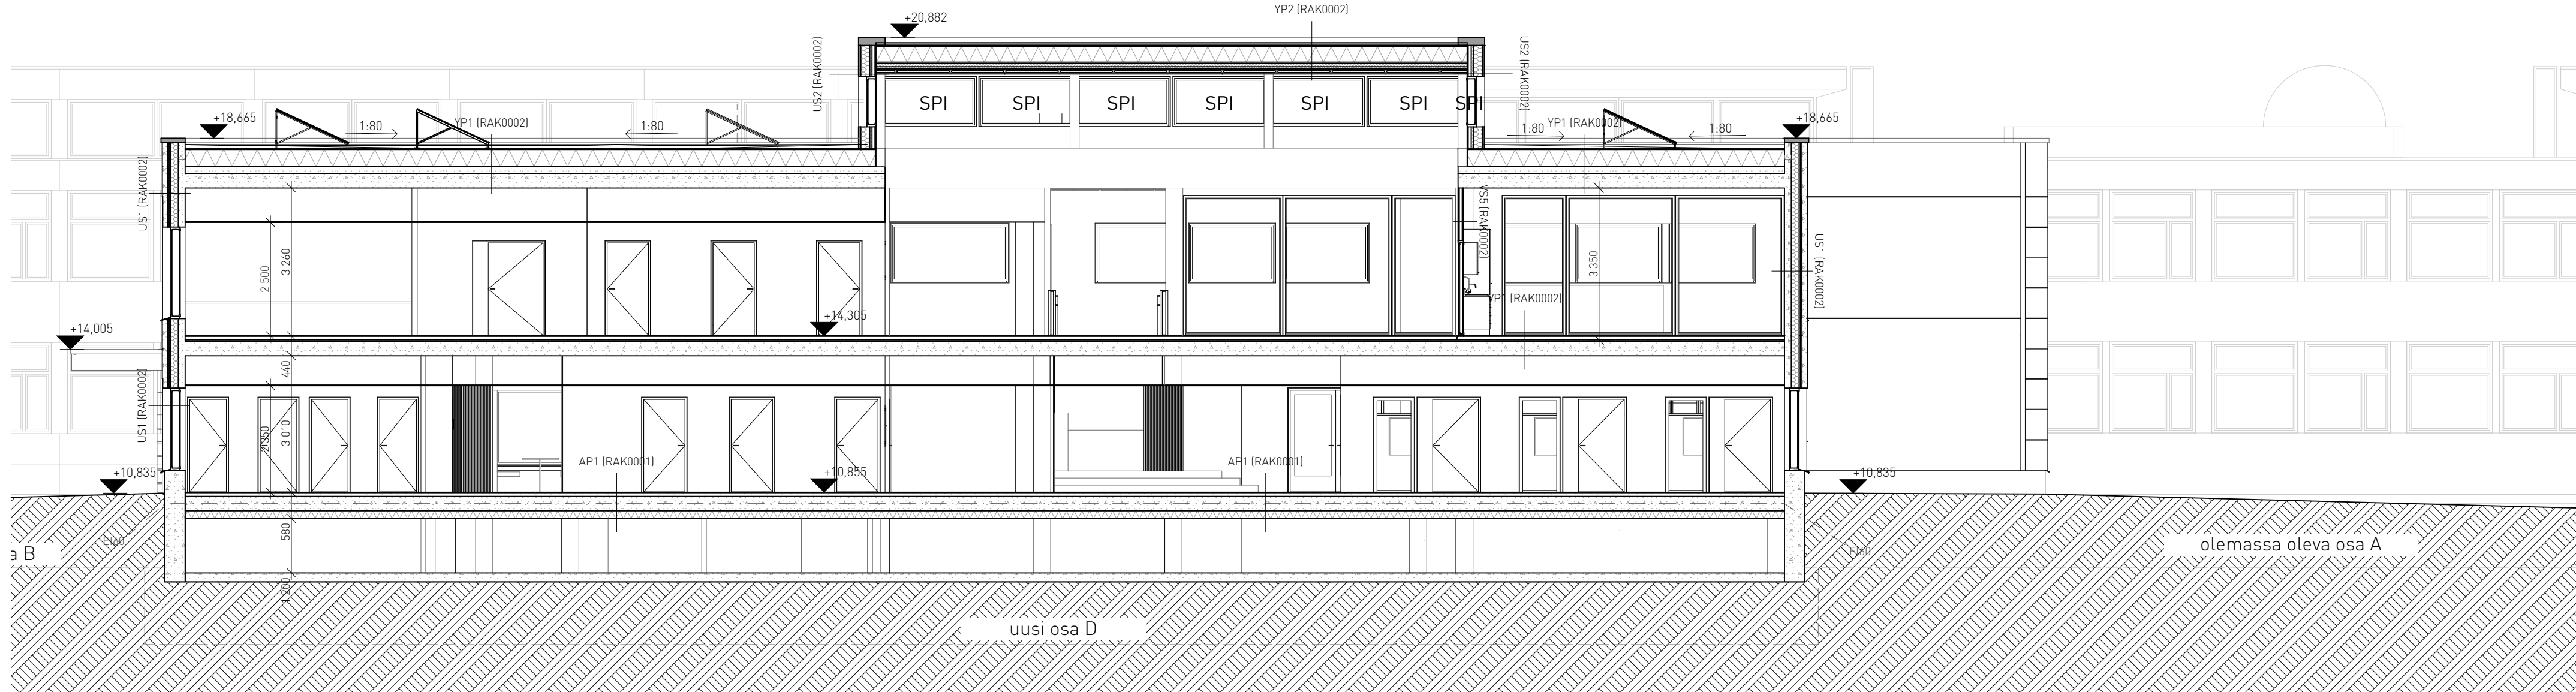 YP2 (RAK0002)
+20,882
US2 (RAK0002)
US2 (RAK0002)
SPI
SPI
SPI
SPI
SPI
SPI
SPI
+18,665
1:80
YP1 (RAK0002)
1:80
1:80
YP1 (RAK0002)
1:80
+18,665
US1 (RAK0002)
VS5 (RAK0002)
US1 (RAK0002)
2 500
3 260
3 350
YP1 (RAK0002)
+14,005
+14,305
440
US1 (RAK0002)
3 010
AP1 (RAK0001)
AP1 (RAK0001)
+10,835
+10,855
+10,835
580
EI60
EI60
a B
olemassa oleva osa A
1 200
uusi osa D